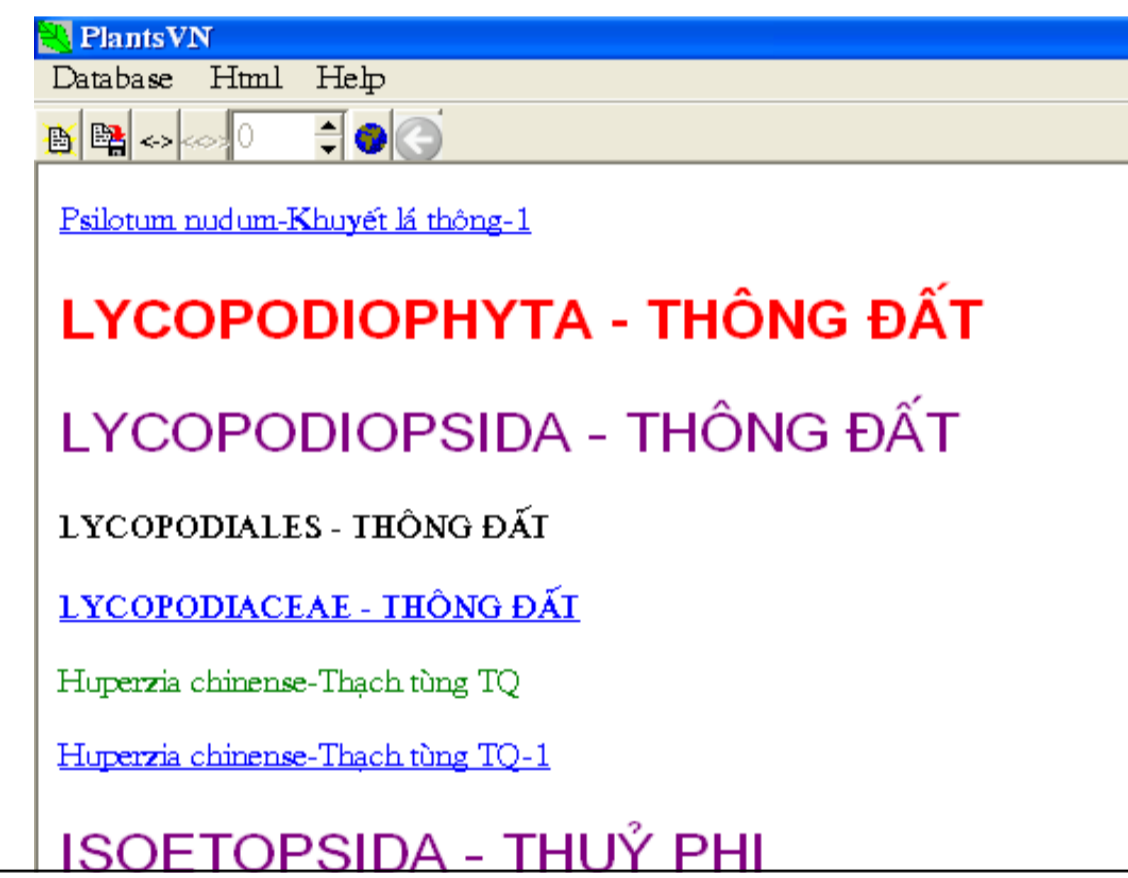 PlantsVN
Database Html Help
<-> <<>> 0
Psilotum nudum-Khuyết lá thông-1
LYCOPODIOPHYTA - THÔNG ĐẤT
LYCOPODIOPSIDA - THÔNG ĐẤT
LYCOPODIALES - THÔNG ĐẤT
LYCOPODIACEAE - THÔNG ĐẤT
Huperzia chinense-Thạch tùng TQ
Huperzia chinense-Thạch tùng TQ-1
ISOETOPSIDA - THUỶ PHI